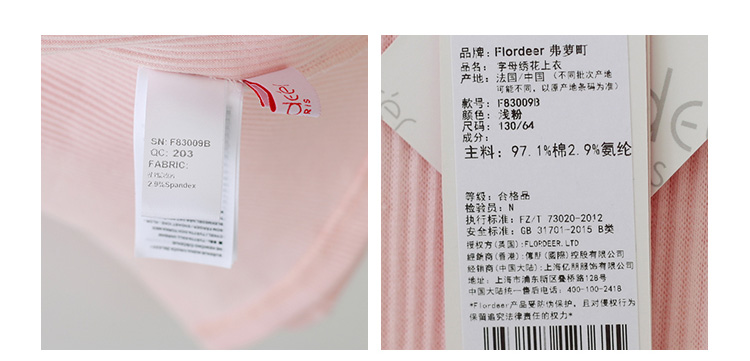 SN: F83009B
QC: 203
FABRIC:
2.9%Spandex
RIS
品牌: Flordeer 弗萝町
品名: 字母绣花上衣
产地: 法国/中国 (不同批次产地
可能不同，以原产地条码为准)
款号: F83009B
颜色: 浅粉
尺码: 130/64
成分:
主料: 97.1%棉2.9%氨纶
等级: 合格品
检验员: N
执行标准: FZ/T 73020-2012
安全标准: GB 31701-2015 B类
授权方(英国):FLORDEER.LTD
經銷商(香港):傅朋(國際)控股有限公司
经销商(中国大陆):上海亿朋服饰有限公司
地址: 上海市浦东新区叠桥路128号
中国大陆统一售后电话: 400-100-2418
*Flordeer产品受防伪保护, 且对侵权行为
保留追究法律责任的权力*